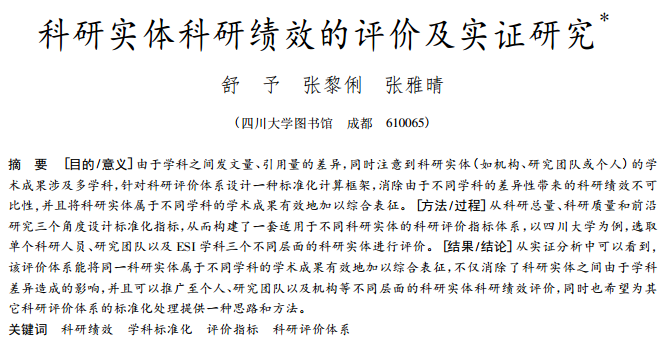 科研实体科研绩效的评价及实证研究*
舒 予 张黎俐 张雅晴
(四川大学图书馆 成都 610065)
摘 要 [目的/意义]由于学科之间发文量、引用量的差异,同时注意到科研实体(如机构、研究团队或个人)的学
术成果涉及多学科,针对科研评价体系设计一种标准化计算框架,消除由于不同学科的差异性带来的科研绩效不可
比性,并且将科研实体属于不同学科的学术成果有效地加以综合表征。[方法/过程]从科研总量、科研质量和前沿
研究三个角度设计标准化指标,从而构建了一套适用于不同科研实体的科研评价指标体系,以四川大学为例,选取
单个科研人员、研究团队以及 ESI 学科三个不同层面的科研实体进行评价。[结果/结论]从实证分析中可以看到,
该评价体系能将同一科研实体属于不同学科的学术成果有效地加以综合表征,不仅消除了科研实体之间由于学科
差异造成的影响,并且可以推广至个人、研究团队以及机构等不同层面的科研实体科研绩效评价,同时也希望为其
它科研评价体系的标准化处理提供一种思路和方法。
关键词 科研绩效 学科标准化 评价指标 科研评价体系